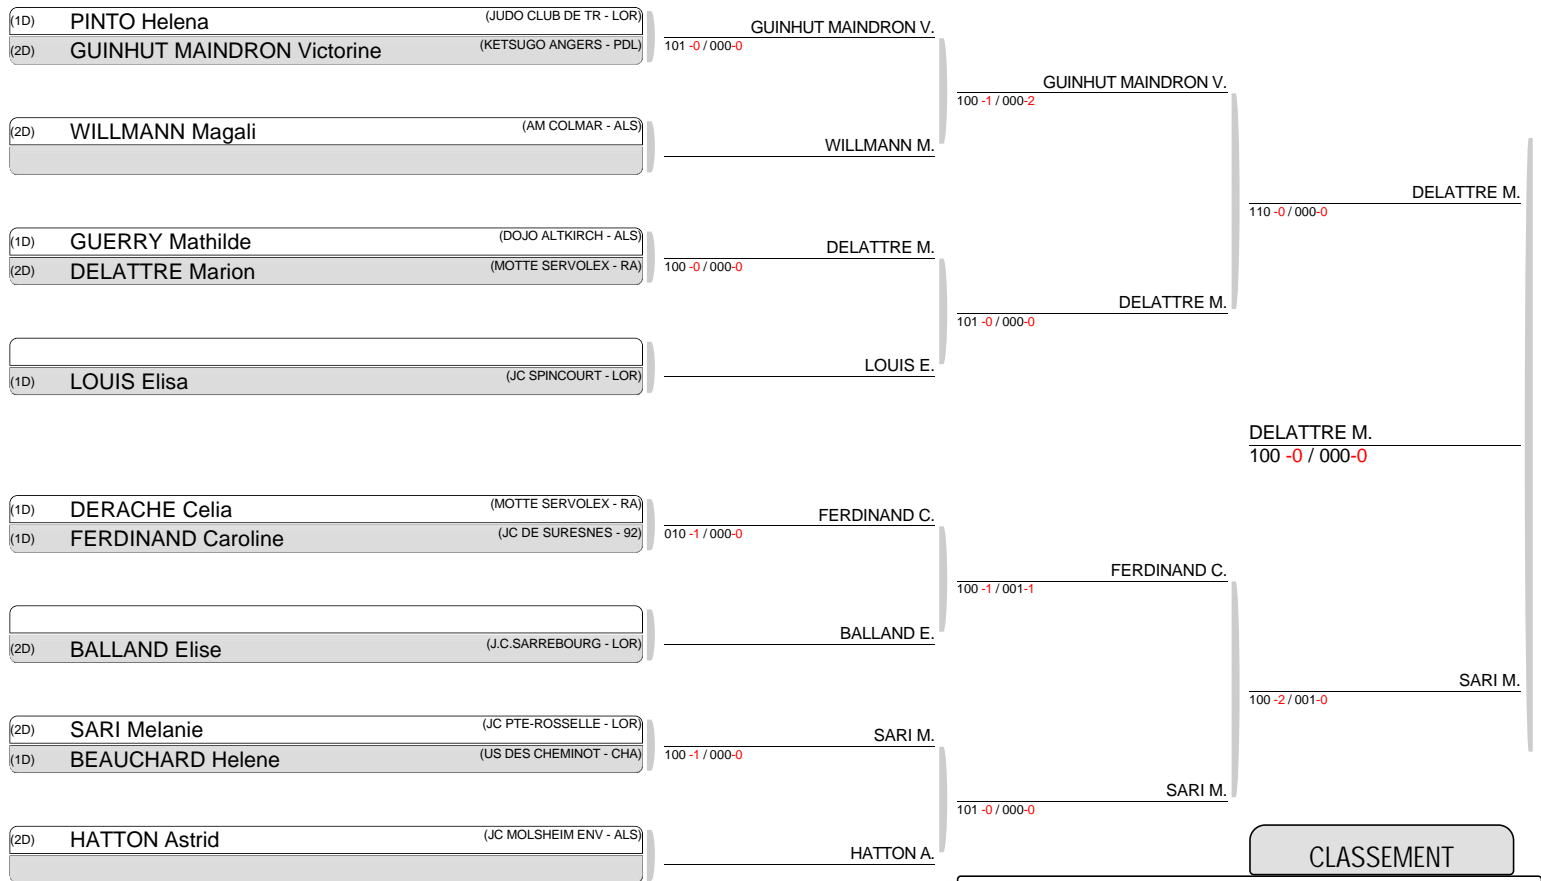 (1D) PINTO Helena (JUDO CLUB DE TR - LOR)
(2D) GUINHUT MAINDRON Victorine (KETSUGO ANGERS - PDL)
GUINHUT MAINDRON V.
101 -0 / 000-0
GUINHUT MAINDRON V.
100 -1 / 000-2
(2D) WILLMANN Magali (AM COLMAR - ALS)
WILLMANN M.
DELATTRE M.
110 -0 / 000-0
(1D) GUERRY Mathilde (DOJO ALTKIRCH - ALS)
(2D) DELATTRE Marion (MOTTE SERVOLEX - RA)
DELATTRE M.
100 -0 / 000-0
DELATTRE M.
101 -0 / 000-0
LOUIS E.
(1D) LOUIS Elisa (JC SPINCOURT - LOR)
DELATTRE M.
100 -0 / 000-0
(1D) DERACHE Celia (MOTTE SERVOLEX - RA)
(1D) FERDINAND Caroline (JC DE SURESNES - 92)
FERDINAND C.
010 -1 / 000-0
FERDINAND C.
100 -1 / 001-1
BALLAND E.
(2D) BALLAND Elise (J.C.SARREBOURG - LOR)
SARI M.
100 -2 / 001-0
(2D) SARI Melanie (JC PTE-ROSSELLE - LOR)
(1D) BEAUCHARD Helene (US DES CHEMINOT - CHA)
SARI M.
100 -1 / 000-0
SARI M.
101 -0 / 000-0
(2D) HATTON Astrid (JC MOLSHEIM ENV - ALS)
HATTON A.
CLASSEMENT